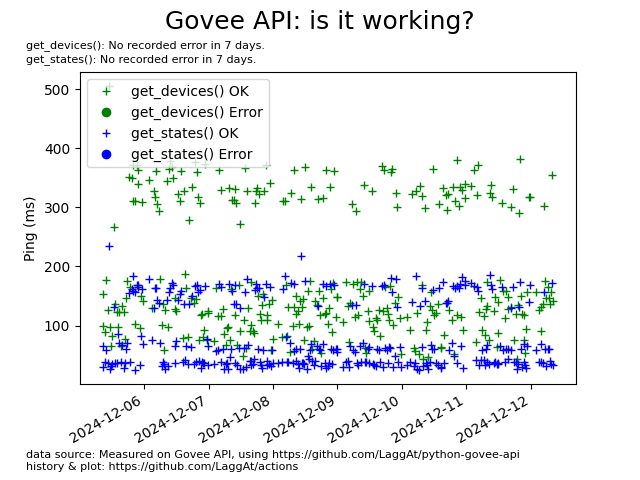 Govee API: is it working?
get_devices(): No recorded error in 7 days.
get_states(): No recorded error in 7 days.
get_devices() OK
get_devices() Error
get_states() OK
get_states() Error
Ping (ms)
500
400
300
200
100
2024-12-06
2024-12-07
2024-12-08
2024-12-09
2024-12-10
2024-12-11
2024-12-12
data source: Measured on Govee API, using https://github.com/LaggAt/python-govee-api
history & plot: https://github.com/LaggAt/actions